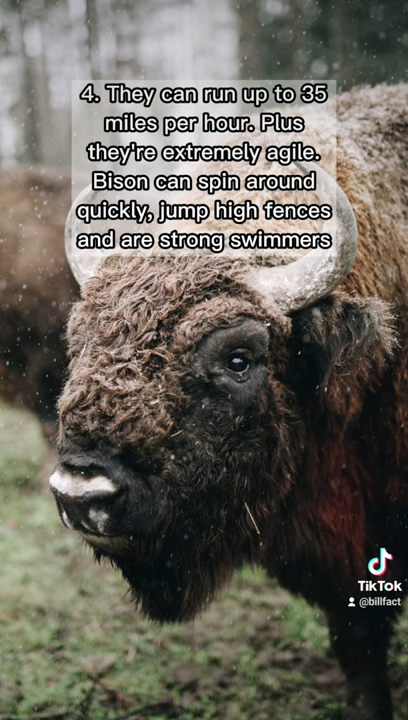 4. They can run up to 35
miles per hour. Plus
they're extremely agile.
Bison can spin around
quickly, jump high fences
and are strong swimmers
TikTok
@billfact